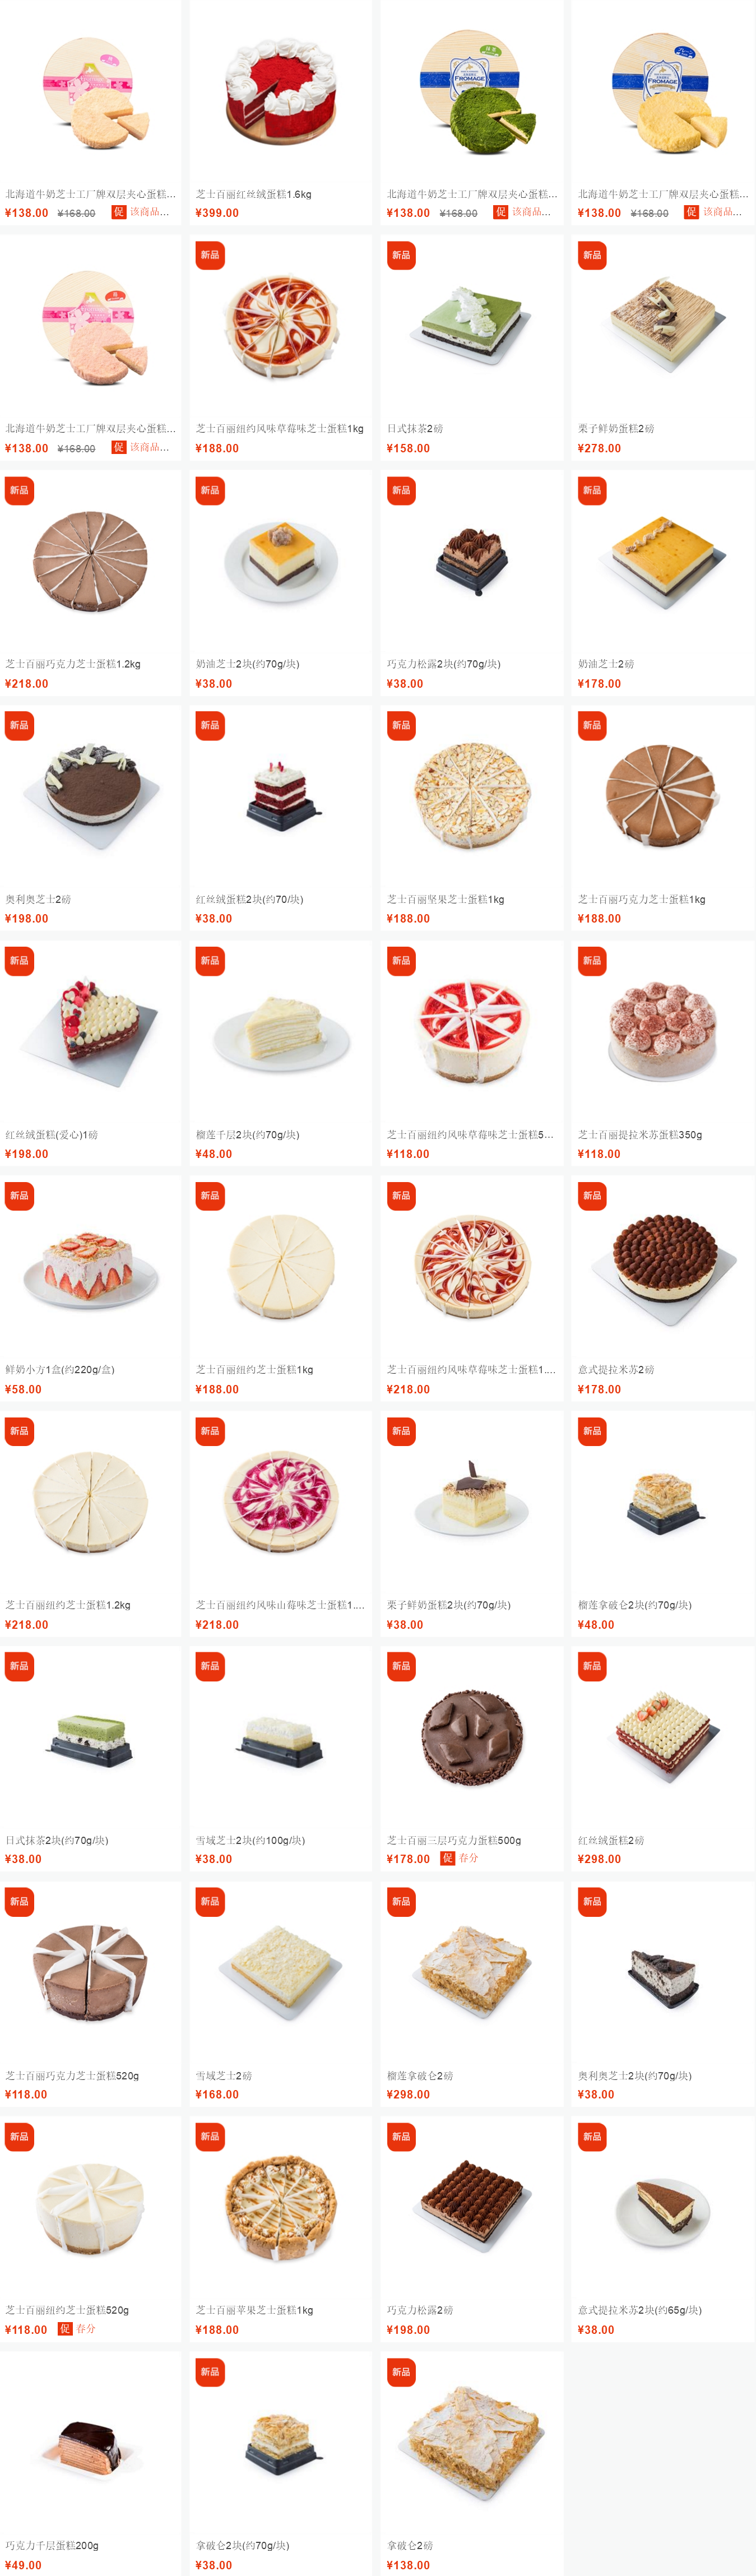 北海道牛奶芝士工厂牌双层夹心蛋糕...
¥138.00 ¥168.00 促 该商品...
芝士百丽红丝绒蛋糕1.6kg
¥399.00
FROMAGE
北海道牛奶芝士工厂牌双层夹心蛋糕...
¥138.00 ¥168.00 促 该商品...
FROMAGE
北海道牛奶芝士工厂牌双层夹心蛋糕...
¥138.00 ¥168.00 促 该商品...
北海道牛奶芝士工厂牌双层夹心蛋糕...
¥138.00 ¥168.00 促 该商品...
新品
芝士百丽纽约风味草莓味芝士蛋糕1kg
¥188.00
新品
日式抹茶2磅
¥158.00
新品
栗子鲜奶蛋糕2磅
¥278.00
新品
芝士百丽巧克力芝士蛋糕1.2kg
¥218.00
新品
奶油芝士2块(约70g/块)
¥38.00
新品
巧克力松露2块(约70g/块)
¥38.00
新品
奶油芝士2磅
¥178.00
新品
奥利奥芝士2磅
¥198.00
新品
红丝绒蛋糕2块(约70/块)
¥38.00
新品
芝士百丽坚果芝士蛋糕1kg
¥188.00
新品
芝士百丽巧克力芝士蛋糕1kg
¥188.00
新品
红丝绒蛋糕(爱心)1磅
¥198.00
新品
榴莲千层2块(约70g/块)
¥48.00
新品
芝士百丽纽约风味草莓味芝士蛋糕5...
¥118.00
新品
芝士百丽提拉米苏蛋糕350g
¥118.00
新品
鲜奶小方1盒(约220g/盒)
¥58.00
新品
芝士百丽纽约芝士蛋糕1kg
¥188.00
新品
芝士百丽纽约风味草莓味芝士蛋糕1....
¥218.00
新品
意式提拉米苏2磅
¥178.00
新品
芝士百丽纽约芝士蛋糕1.2kg
¥218.00
新品
芝士百丽纽约风味山莓味芝士蛋糕1....
¥218.00
新品
栗子鲜奶蛋糕2块(约70g/块)
¥38.00
新品
榴莲拿破仑2块(约70g/块)
¥48.00
新品
日式抹茶2块(约70g/块)
¥38.00
新品
雪域芝士2块(约100g/块)
¥38.00
新品
芝士百丽三层巧克力蛋糕500g
¥178.00 促 春分
新品
红丝绒蛋糕2磅
¥298.00
新品
芝士百丽巧克力芝士蛋糕520g
¥118.00
新品
雪域芝士2磅
¥168.00
新品
榴莲拿破仑2磅
¥298.00
新品
奥利奥芝士2块(约70g/块)
¥38.00
新品
芝士百丽纽约芝士蛋糕520g
¥118.00 促 春分
新品
芝士百丽苹果芝士蛋糕1kg
¥188.00
新品
巧克力松露2磅
¥198.00
新品
意式提拉米苏2块(约65g/块)
¥38.00
巧克力千层蛋糕200g
¥49.00
新品
拿破仑2块(约70g/块)
¥38.00
新品
拿破仑2磅
¥138.00